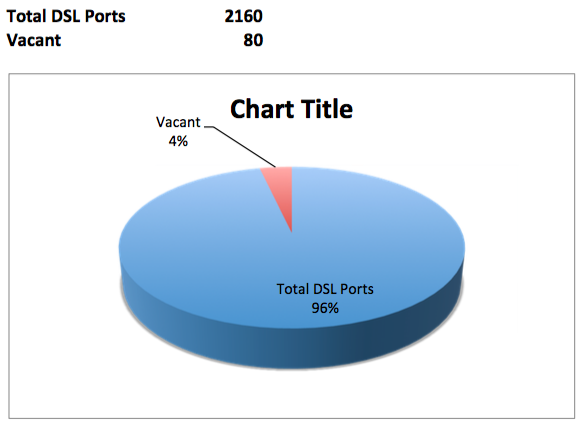 Total DSL Ports 2160
Vacant 80
Chart Title
Vacant
4%
Total DSL Ports
96%